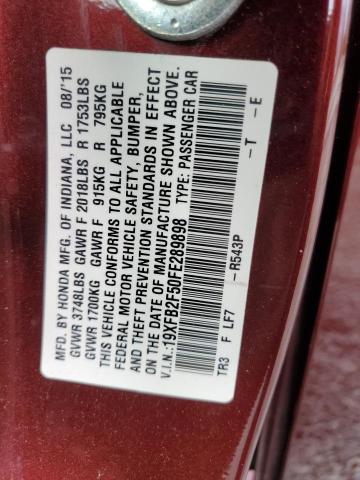 MFD. BY HONDA MFG. OF INDIANA, LLC 08/'15
GVWR 3748LBS GAWR F 2018LBS R 1753LBS
GVWR 1700KG GAWR F 915KG R 795KG
THIS VEHICLE CONFORMS TO ALL APPLICABLE
FEDERAL MOTOR VEHICLE SAFETY, BUMPER,
AND THEFT PREVENTION STANDARDS IN EFFECT
ON THE DATE OF MANUFACTURE SHOWN ABOVE.
V.I.N.:19XFB2F50FE289898 TYPE: PASSENGER CAR
-R543P - T - E
TR3 F LF7